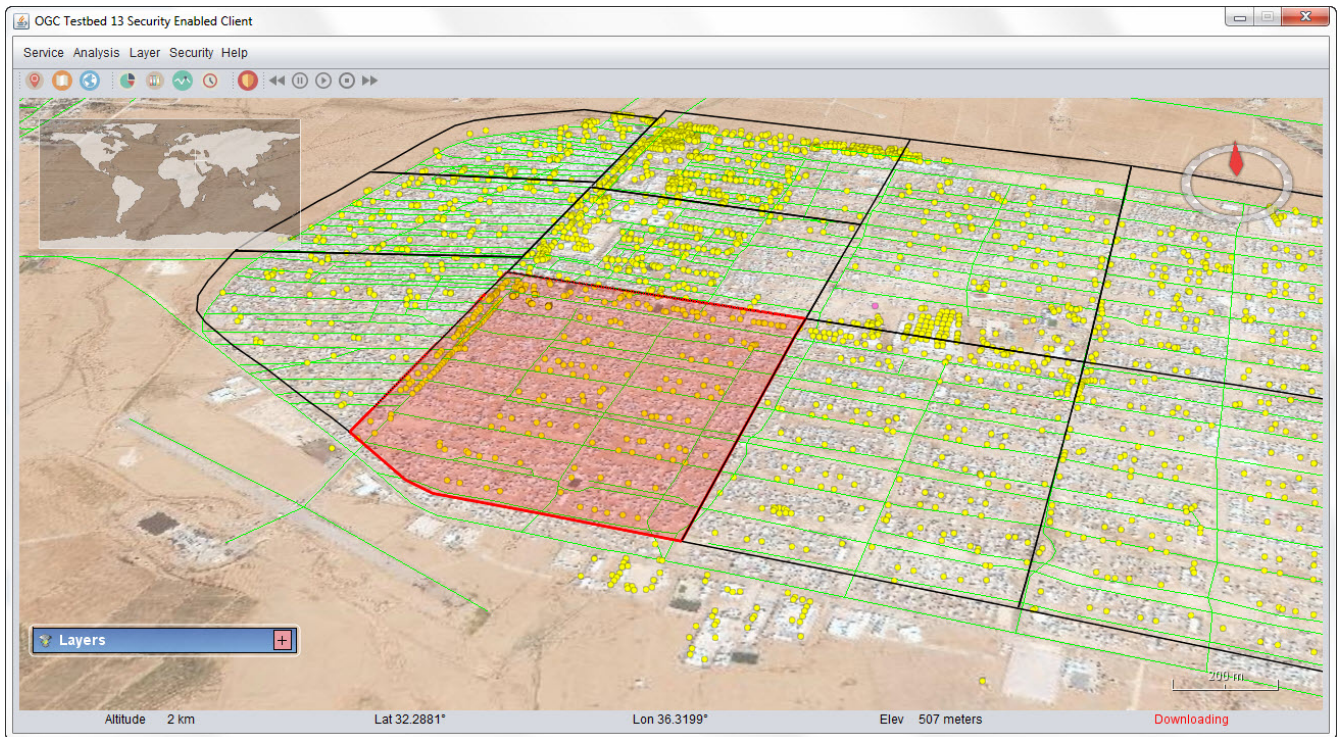 OGC Testbed 13 Security Enabled Client
Service Analysis Layer Security Help
Layers
200 m
Altitude 2 km Lat 32.2881° Lon 36.3199° Elev 507 meters Downloading